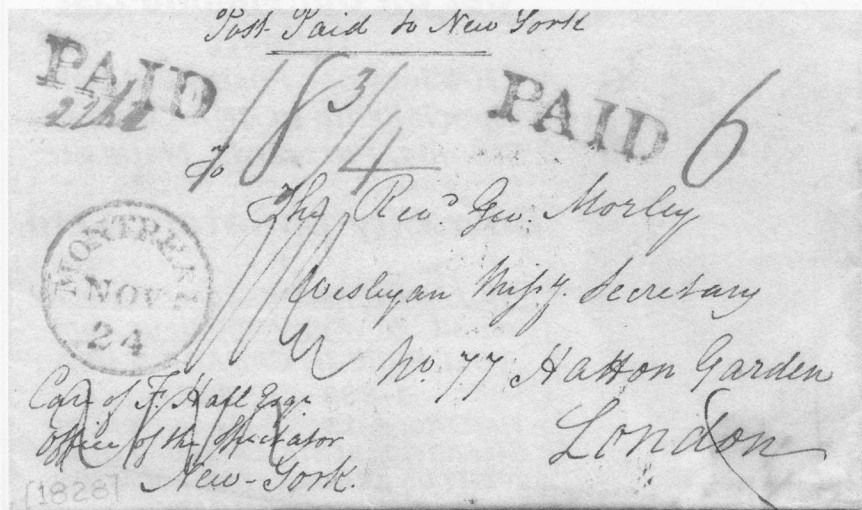 Post Paid to New York
PAID 18 3/4 PAID 6
To
The Revd Geo. Morley
Wesleyan Missy. Secretary
No. 77 Hatton Garden
London
MONTREAL
NOV
24
Care of F. Hall Esqr
Office of the Spectator
New-York.
[1828]